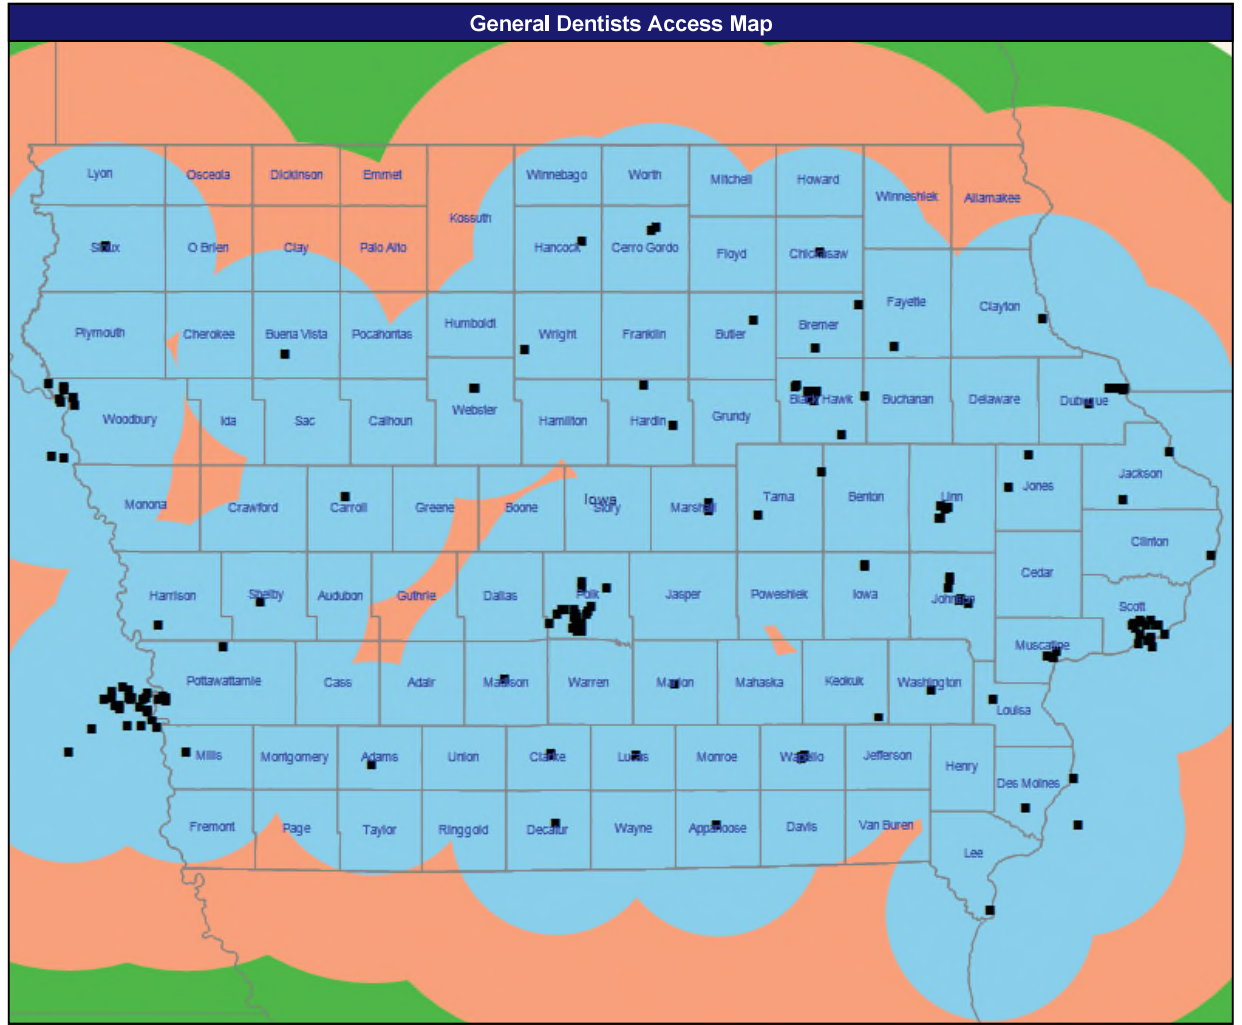 General Dentists Access Map
Lyon Osceola Dickinson Emmet Winnebago Worth Mitchell Howard
Winneshiek Allamakee
Kossuth
Sioux O Brien Clay Palo Alto Hancock Cerro Gordo Floyd Chickasaw
Fayette Clayton
Plymouth Cherokee Buena Vista Pocahontas Humboldt Wright Franklin Butler Bremer
Woodbury Ida Sac Calhoun Webster Hamilton Hardin Grundy Black Hawk Buchanan Delaware Dubuque
Jackson
Monona Crawford Carroll Greene Boone Iowa Story Marshall Tama Benton Linn Jones
Clinton
Harrison Shelby Audubon Guthrie Dallas Polk Jasper Poweshiek Iowa Johnson Cedar
Scott
Muscatine
Pottawattamie Cass Adair Madison Warren Marion Mahaska Keokuk Washington
Louisa
Mills Montgomery Adams Union Clarke Lucas Monroe Wapello Jefferson Henry
Des Moines
Fremont Page Taylor Ringgold Decatur Wayne Appanoose Davis Van Buren
Lee